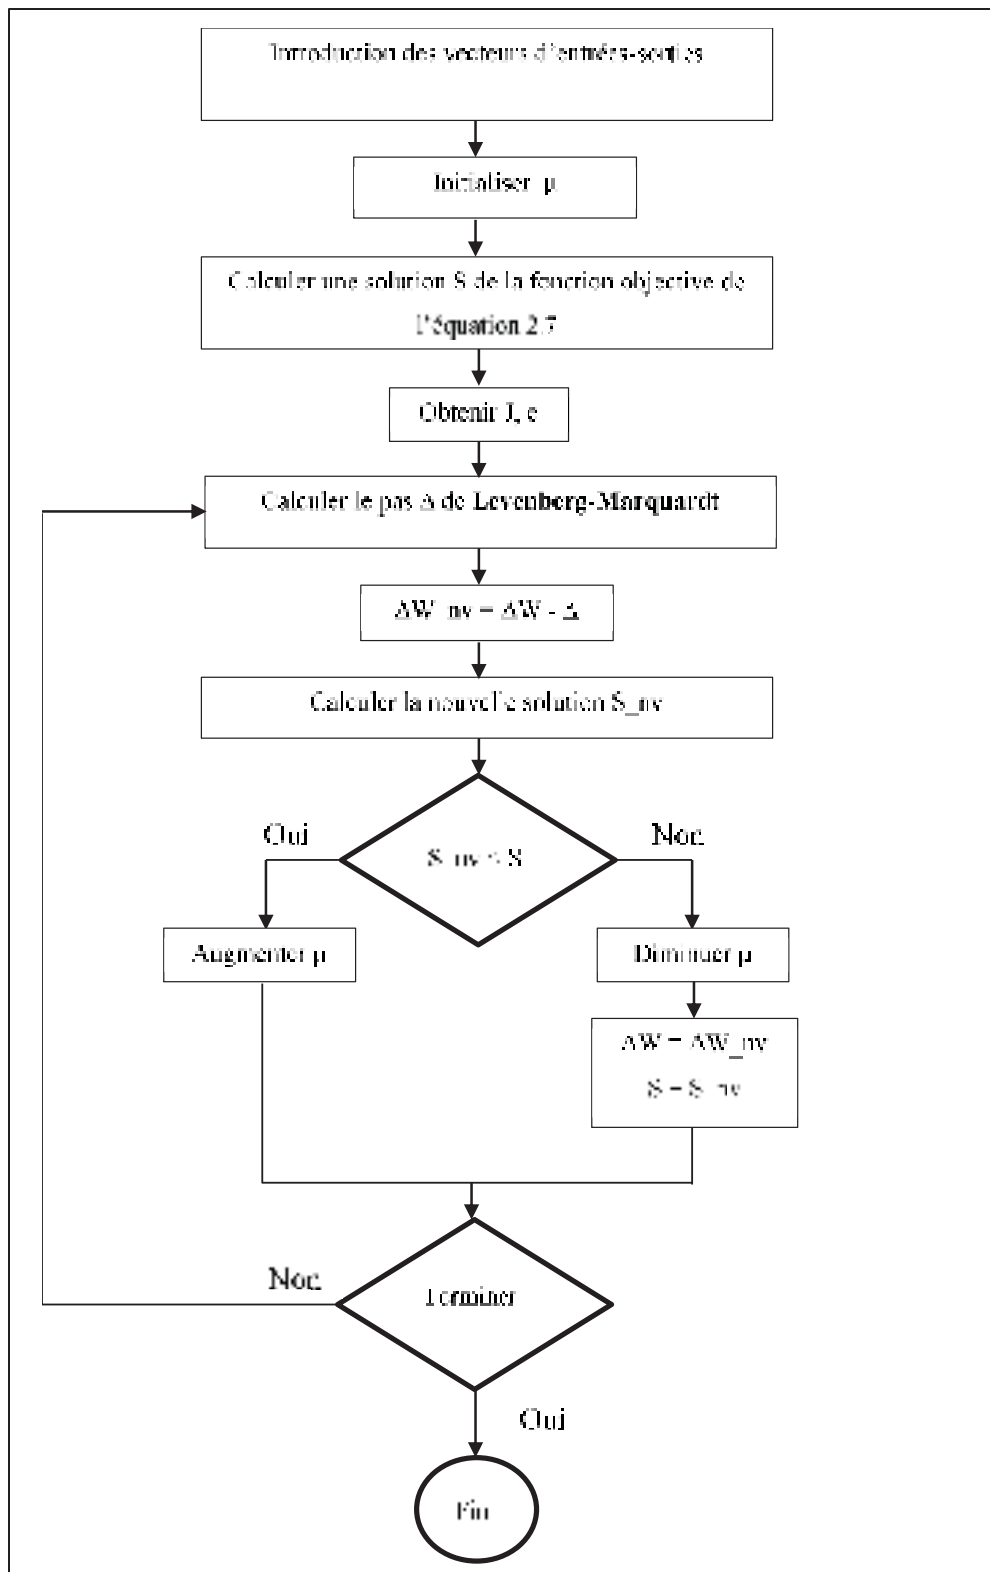 Introduction des vecteurs d'entrées-sorties
Initialiser μ
Calculer une solution S de la fonction objective de
l'équation 2.7
Obtenir J, e
Calculer le pas Δ de Levenberg-Marquardt
ΔW_nv = ΔW - Δ
Calculer la nouvelle solution S_nv
Oui
Non
S_nv < S
Augmenter μ
Diminuer μ
ΔW = ΔW_nv
S = S_nv
Non
Terminer
Oui
Fin